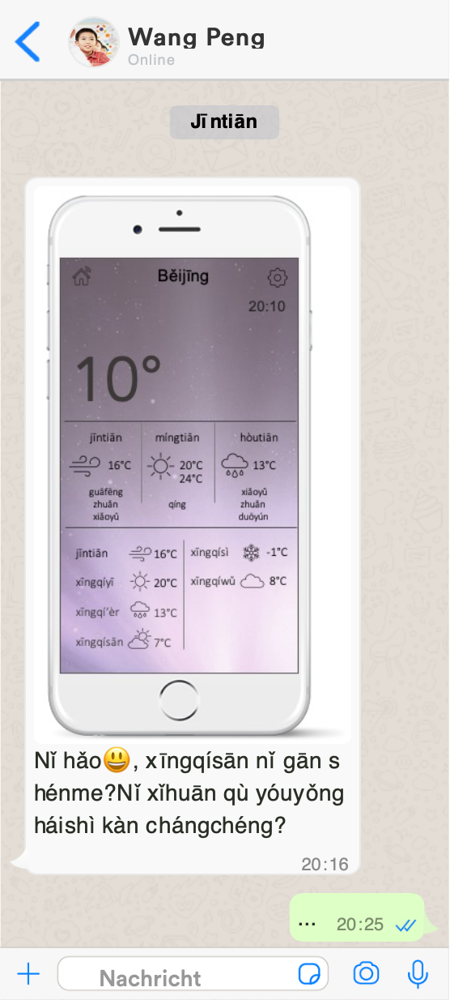 Wang Peng
Online
Jīntiān
Běijīng
20:10
10°
jīntiān
16°C
guāfēng
zhuǎn
xiǎoyǔ
míngtiān
20°C
24°C
qíng
hòutiān
13°C
xiǎoyǔ
zhuǎn
duōyún
jīntiān 16°C
xīngqíyī 20°C
xīngqí’èr 13°C
xīngqísān 7°C
xīngqísì -1°C
xīngqíwǔ 8°C
Nǐ hǎo😃, xīngqísān nǐ gān s
hénme?Nǐ xǐhuān qù yóuyǒng
háishì kàn chángchéng?
20:16
... 20:25
Nachricht